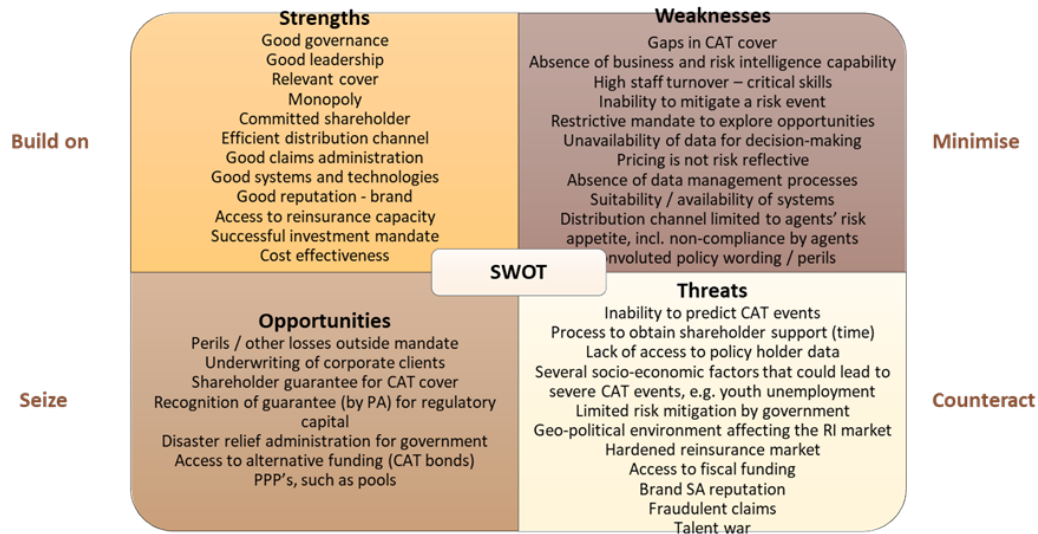 Strengths
Good governance
Good leadership
Relevant cover
Monopoly
Committed shareholder
Efficient distribution channel
Good claims administration
Good systems and technologies
Good reputation - brand
Access to reinsurance capacity
Successful investment mandate
Cost effectiveness
Build on
Weaknesses
Gaps in CAT cover
Absence of business and risk intelligence capability
High staff turnover – critical skills
Inability to mitigate a risk event
Restrictive mandate to explore opportunities
Unavailability of data for decision-making
Pricing is not risk reflective
Absence of data management processes
Suitability / availability of systems
Distribution channel limited to agents' risk
appetite, incl. non-compliance by agents
policy wording / perils
Minimise
SWOT
Opportunities
Perils / other losses outside mandate
Underwriting of corporate clients
Shareholder guarantee for CAT cover
Recognition of guarantee (by PA) for regulatory
capital
Disaster relief administration for government
Access to alternative funding (CAT bonds)
PPP's, such as pools
Seize
Threats
Inability to predict CAT events
Process to obtain shareholder support (time)
Lack of access to policy holder data
Several socio-economic factors that could lead to
severe CAT events, e.g. youth unemployment
Limited risk mitigation by government
Geo-political environment affecting the RI market
Hardened reinsurance market
Access to fiscal funding
Brand SA reputation
Fraudulent claims
Talent war
Counteract